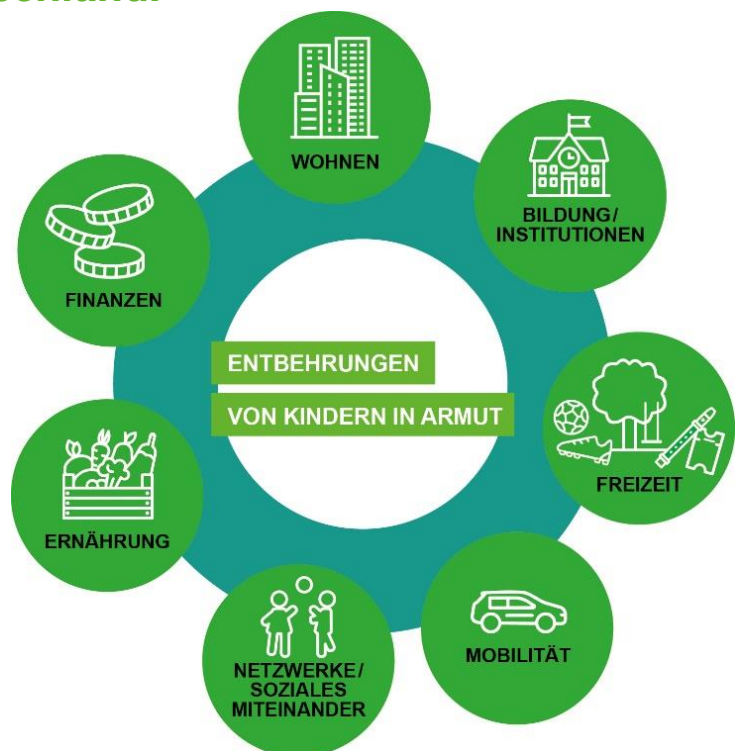 ENTBEHRUNGEN
VON KINDERN IN ARMUT
WOHNEN
BILDUNG/
INSTITUTIONEN
FREIZEIT
MOBILITÄT
NETZWERKE/
SOZIALES
MITEINANDER
ERNÄHRUNG
FINANZEN